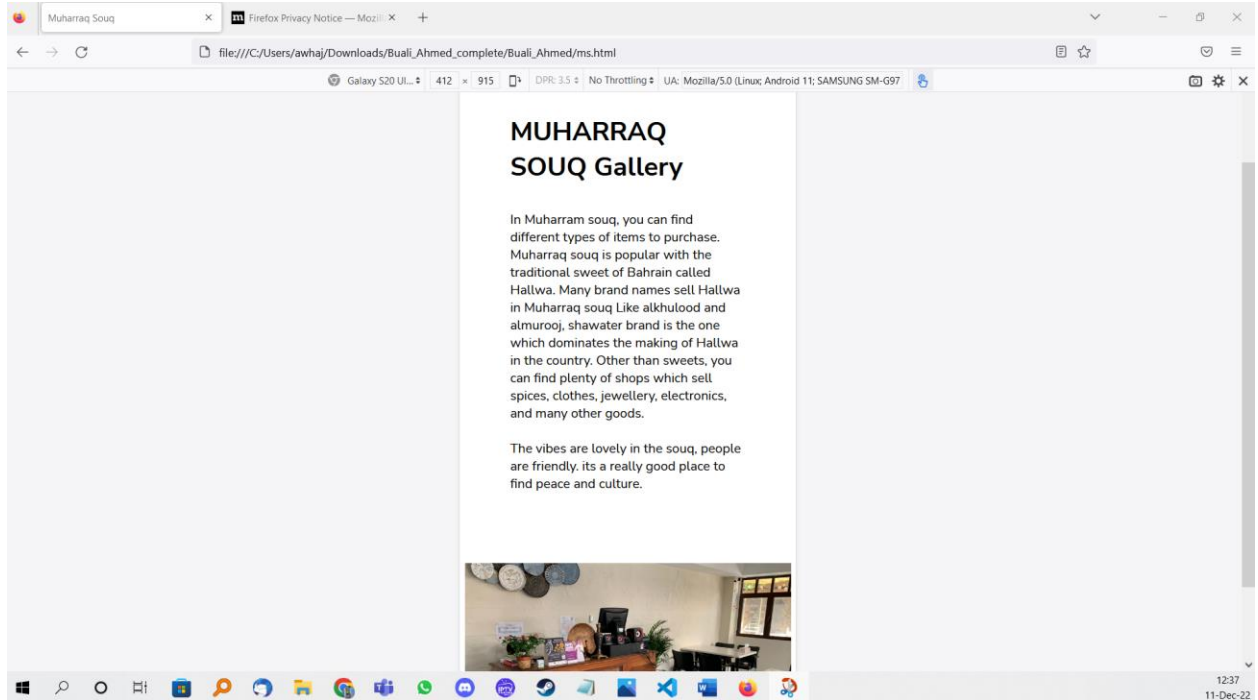 Muharraq Souq
Firefox Privacy Notice — Mozill
file:///C:/Users/awhaj/Downloads/Buali_Ahmed_complete/Buali_Ahmed/ms.html
Galaxy S20 Ul... 412 × 915 DPR: 3.5 No Throttling UA: Mozilla/5.0 (Linux; Android 11; SAMSUNG SM-G97
MUHARRAQ
SOUQ Gallery
In Muharram souq, you can find
different types of items to purchase.
Muharraq souq is popular with the
traditional sweet of Bahrain called
Hallwa. Many brand names sell Hallwa
in Muharraq souq Like alkhulood and
almurooj, shawater brand is the one
which dominates the making of Hallwa
in the country. Other than sweets, you
can find plenty of shops which sell
spices, clothes, jewellery, electronics,
and many other goods.
The vibes are lovely in the souq, people
are friendly. its a really good place to
find peace and culture.
12:37
11-Dec-22